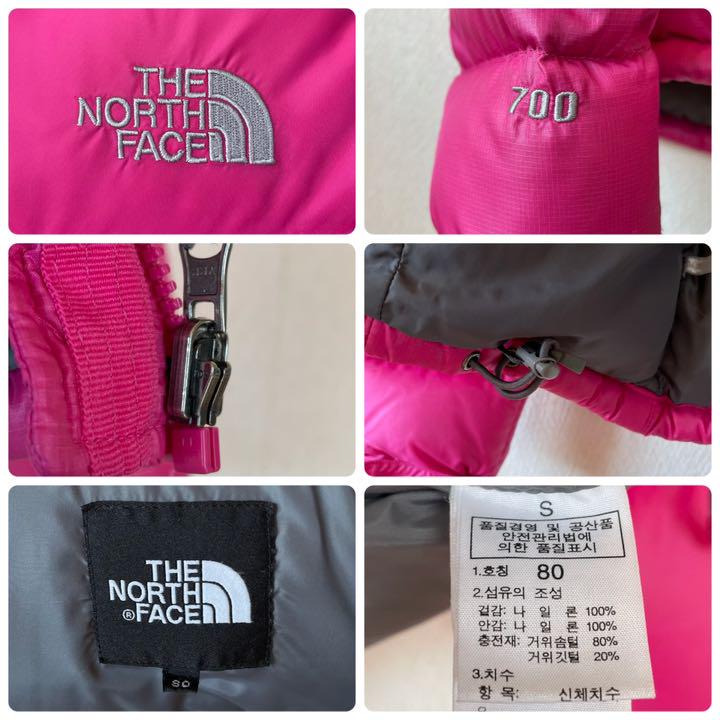 THE
NORTH
FACE
700
THE
NORTH
®FACE
S
품질경영 및 공산품
안전관리법에
의한 품질표시
1.호칭 80
2.섬유의 조성
겉감: 나 일 론 100%
안감: 나 일 론 100%
충전재: 거위솜털 80%
거위깃털 20%
3.치수
항 목: 신체치수